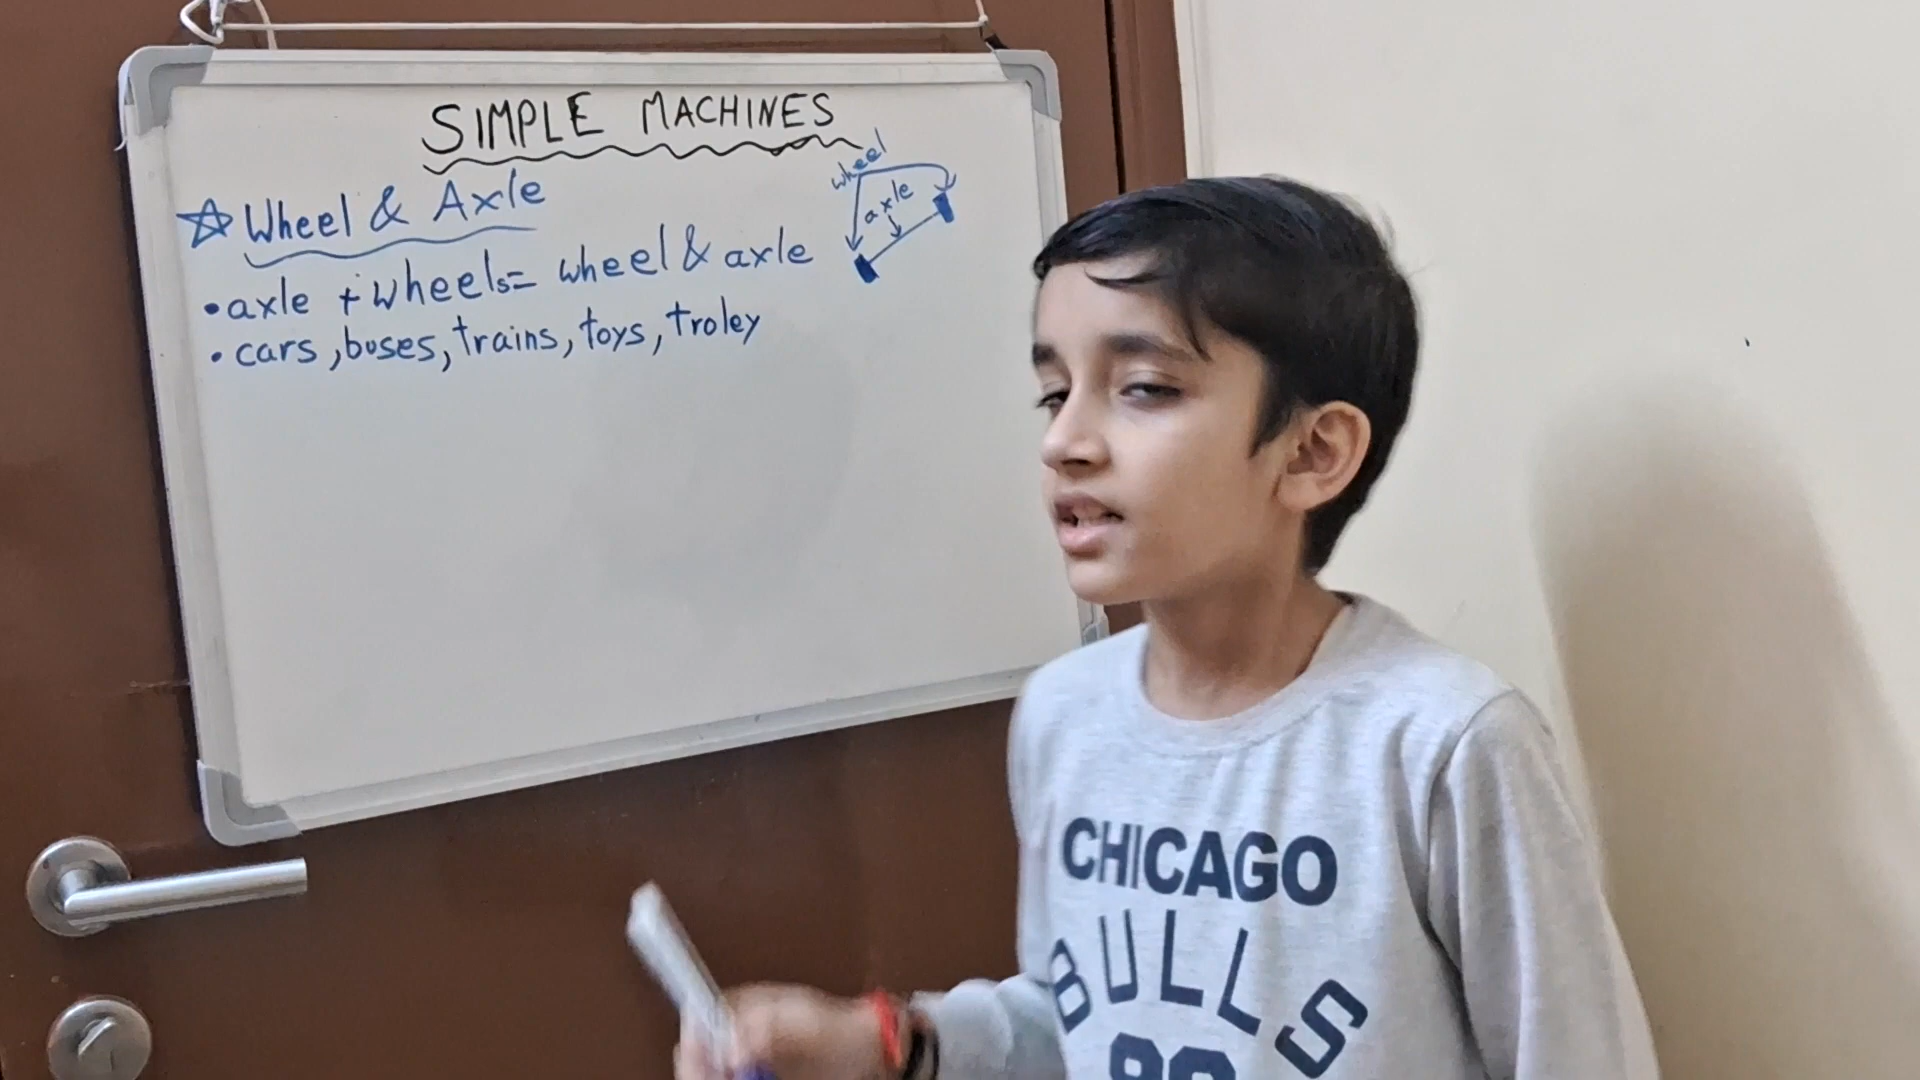 SIMPLE MACHINES
☆ Wheel & Axle
• axle + wheels = wheel & axle
• cars, buses, trains, toys, troley
wheel
axle
CHICAGO
BULLS